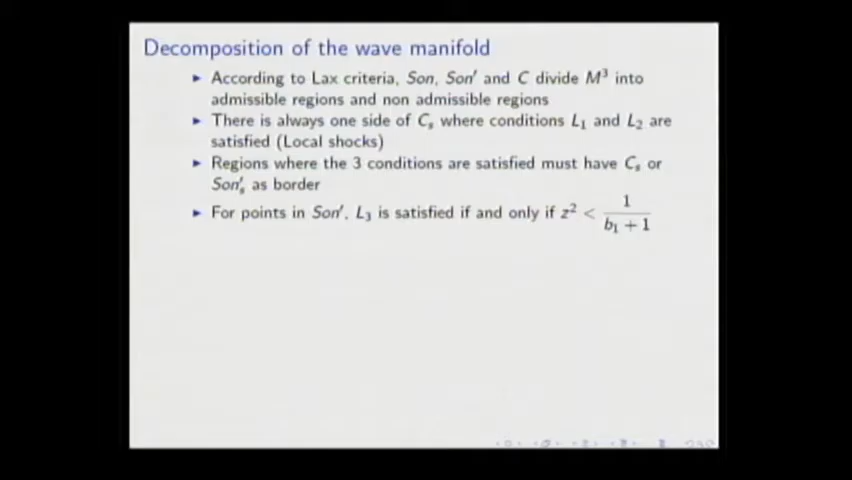 Decomposition of the wave manifold
► According to Lax criteria, Son, Son′ and C divide M³ into
admissible regions and non admissible regions
► There is always one side of Cₛ where conditions L₁ and L₂ are
satisfied (Local shocks)
► Regions where the 3 conditions are satisfied must have Cₛ or
Son′ₛ as border
► For points in Son′, L₃ is satisfied if and only if z² < 1 / (b₁ + 1)